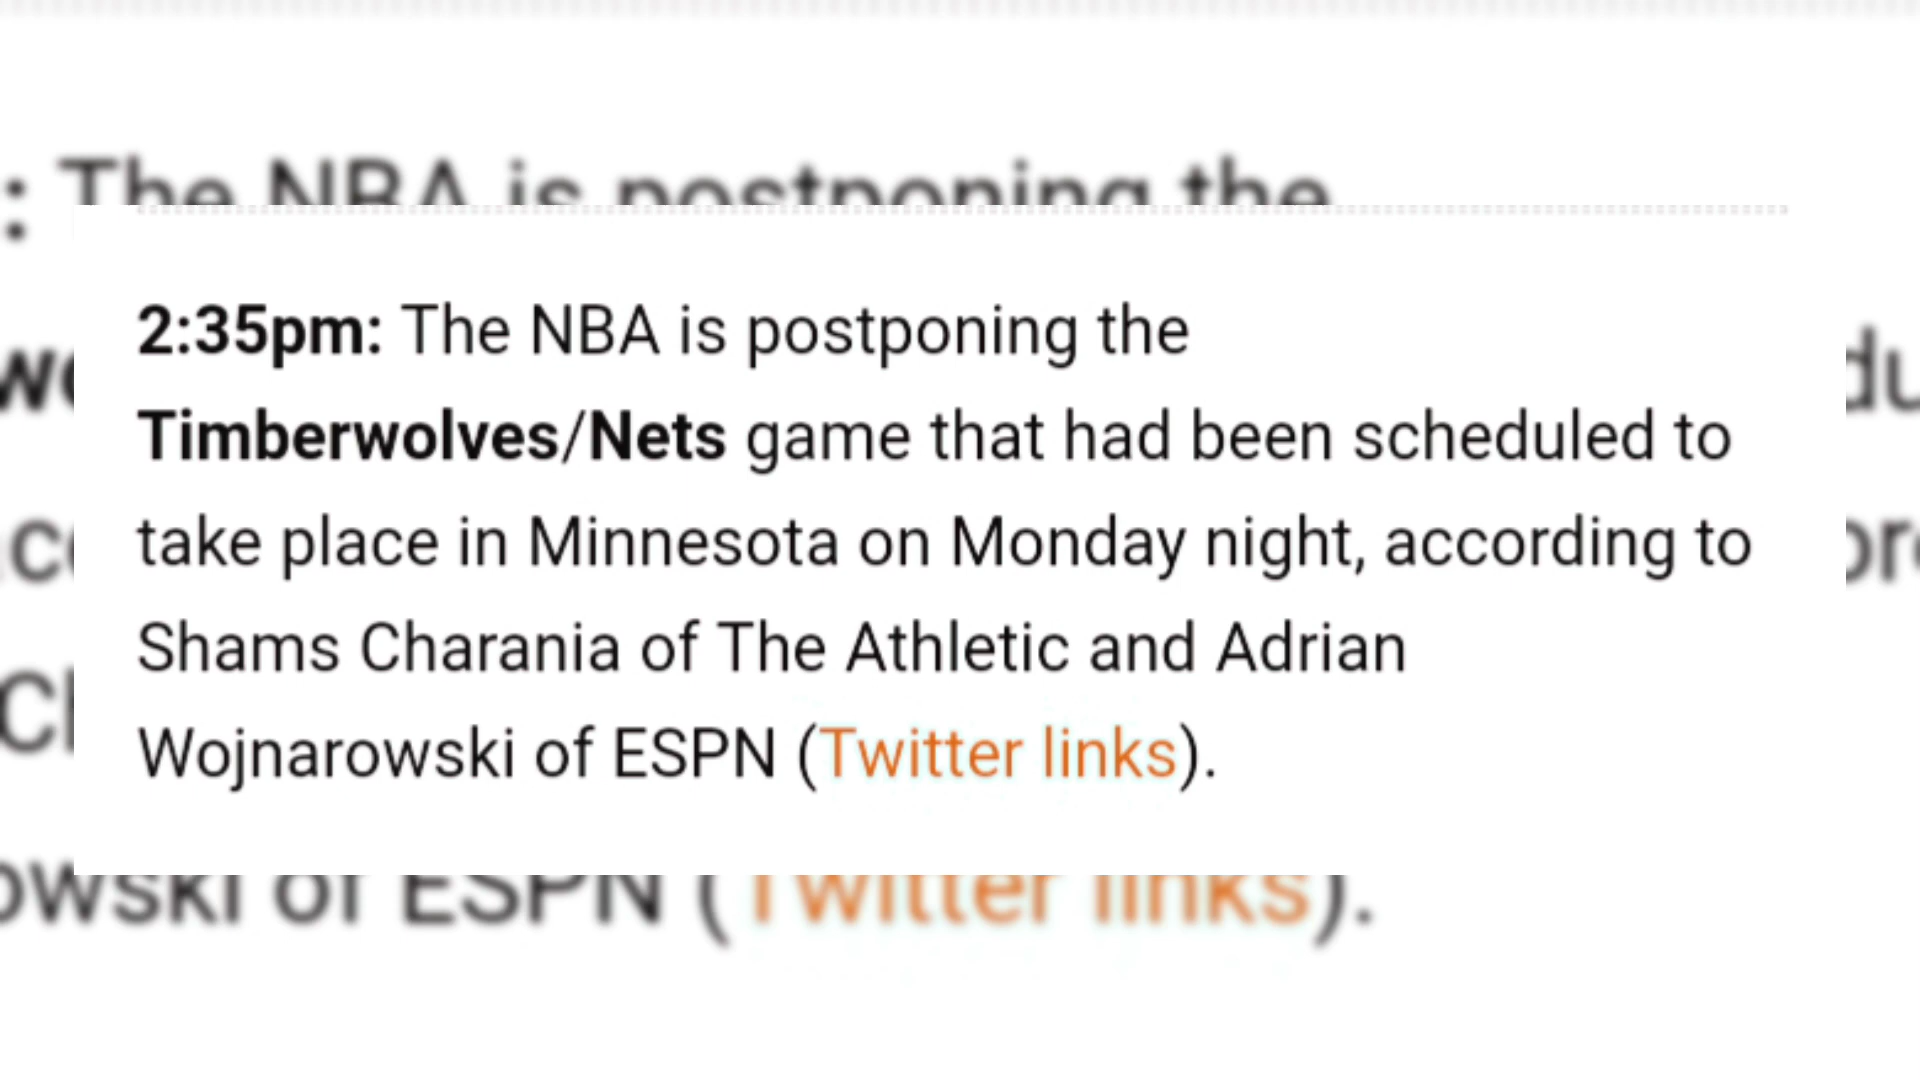 2:35pm: The NBA is postponing the
Timberwolves/Nets game that had been scheduled to
take place in Minnesota on Monday night, according to
Shams Charania of The Athletic and Adrian
Wojnarowski of ESPN (Twitter links).